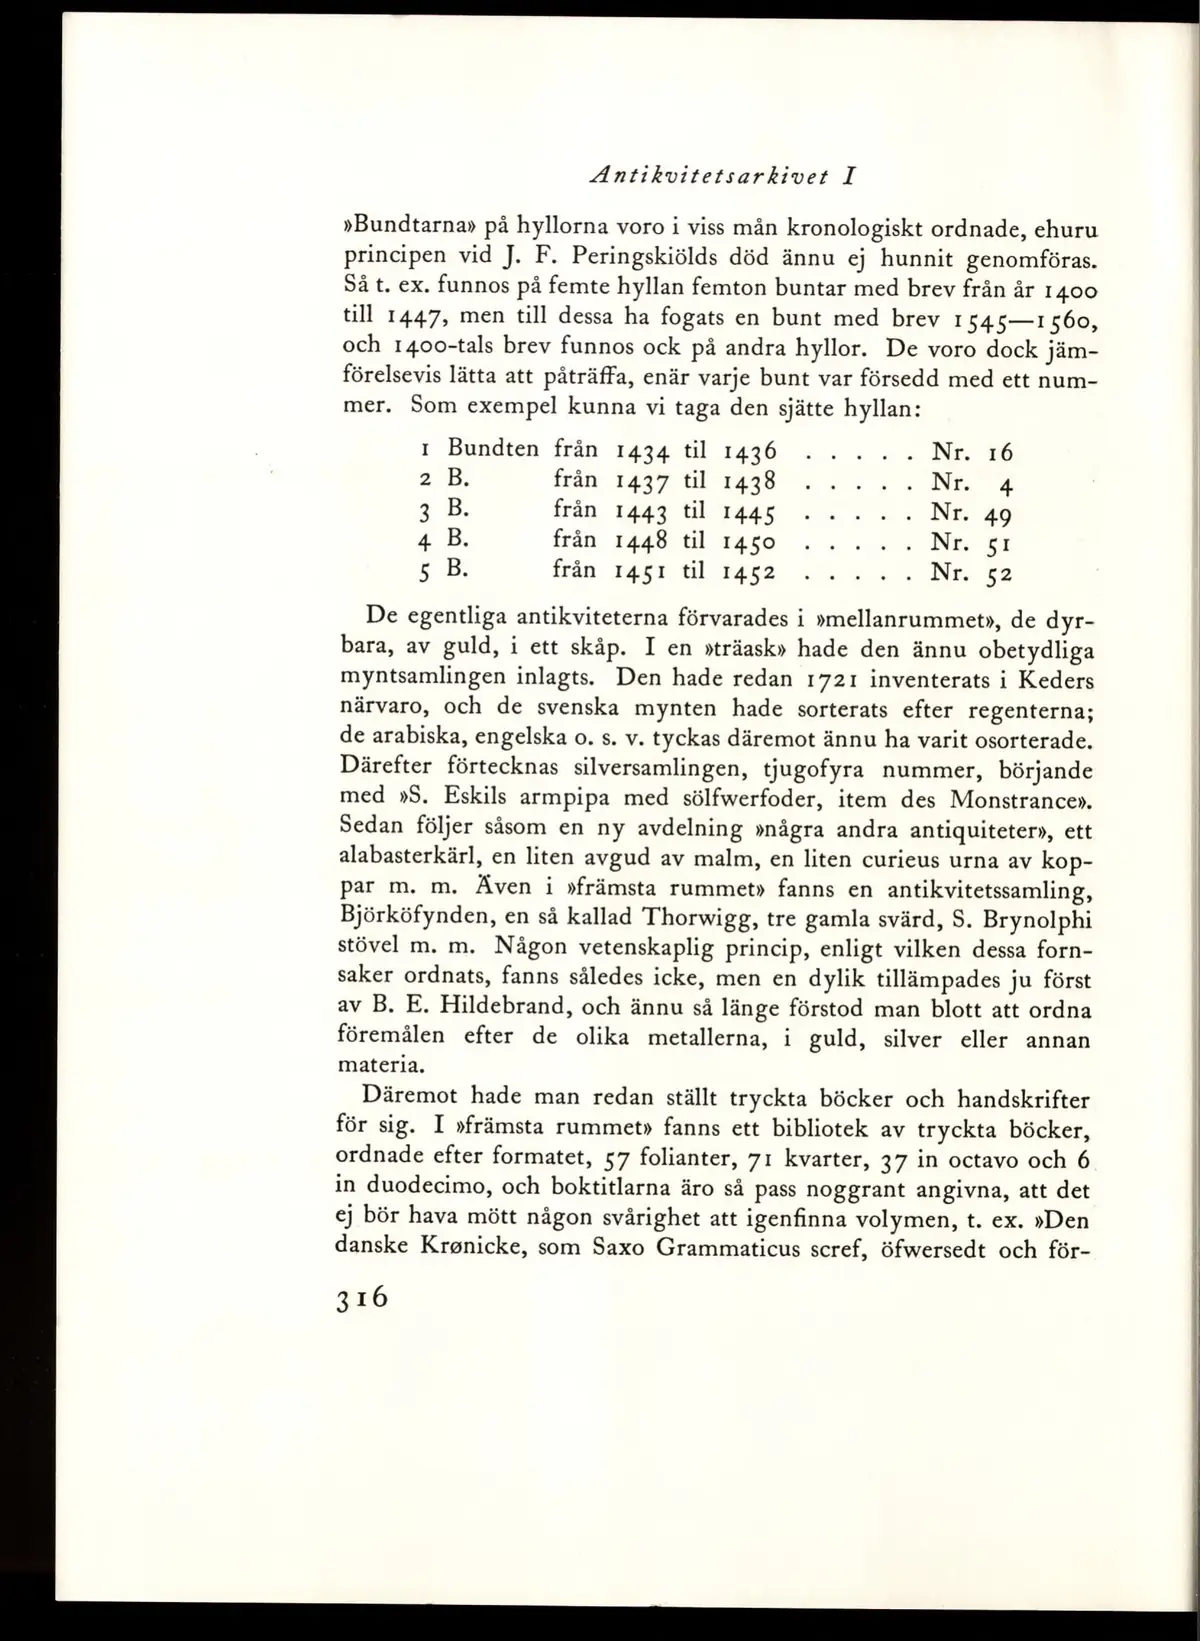 Antikvitetsarkivet I
»Bundtarna» på hyllorna voro i viss mån kronologiskt ordnade, ehuru
principen vid J. F. Peringskiölds död ännu ej hunnit genomföras.
Så t. ex. funnos på femte hyllan femton buntar med brev från år 1400
till 1447, men till dessa ha fogats en bunt med brev 1545—1560,
och 1400-tals brev funnos ock på andra hyllor. De voro dock jäm-
förelsevis lätta att påträffa, enär varje bunt var försedd med ett num-
mer. Som exempel kunna vi taga den sjätte hyllan:
1 Bundten från 1434 til 1436 . . . . . Nr. 16
2 B. från 1437 til 1438 . . . . . Nr. 4
3 B. från 1443 til 1445 . . . . . Nr. 49
4 B. från 1448 til 1450 . . . . . Nr. 51
5 B. från 1451 til 1452 . . . . . Nr. 52
De egentliga antikviteterna förvarades i »mellanrummet», de dyr-
bara, av guld, i ett skåp. I en »träask» hade den ännu obetydliga
myntsamlingen inlagts. Den hade redan 1721 inventerats i Keders
närvaro, och de svenska mynten hade sorterats efter regenterna;
de arabiska, engelska o. s. v. tyckas däremot ännu ha varit osorterade.
Därefter förtecknas silversamlingen, tjugofyra nummer, började
med »S. Eskils armpipa med sölfwerfoder, item des Monstrance».
Sedan följer såsom en ny avdelning »några andra antiquiteter», ett
alabasterkärl, en liten avgud av malm, en liten curieus urna av kop-
par m. m. Även i »främsta rummet» fanns en antikvitetssamling,
Björköfynden, en så kallad Thorwigg, tre gamla svärd, S. Brynolphi
stövel m. m. Någon vetenskaplig princip, enligt vilken dessa forn-
saker ordnats, fanns således icke, men en dylik tillämpades ju först
av B. E. Hildebrand, och ännu så länge förstod man blott att ordna
föremålen efter de olika metallerna, i guld, silver eller annan
materia.
Däremot hade man redan ställt tryckta böcker och handskrifter
för sig. I »främsta rummet» fanns ett bibliotek av tryckta böcker,
ordnade efter formatet, 57 folianter, 71 kvarter, 37 in octavo och 6
in duodecimo, och boktitlarna äro så pass noggrant angivna, att det
ej bör hava mött någon svårighet att igenfinna volymen, t. ex. »Den
danske Krønicke, som Saxo Grammaticus scref, öfwersedt och för-
316